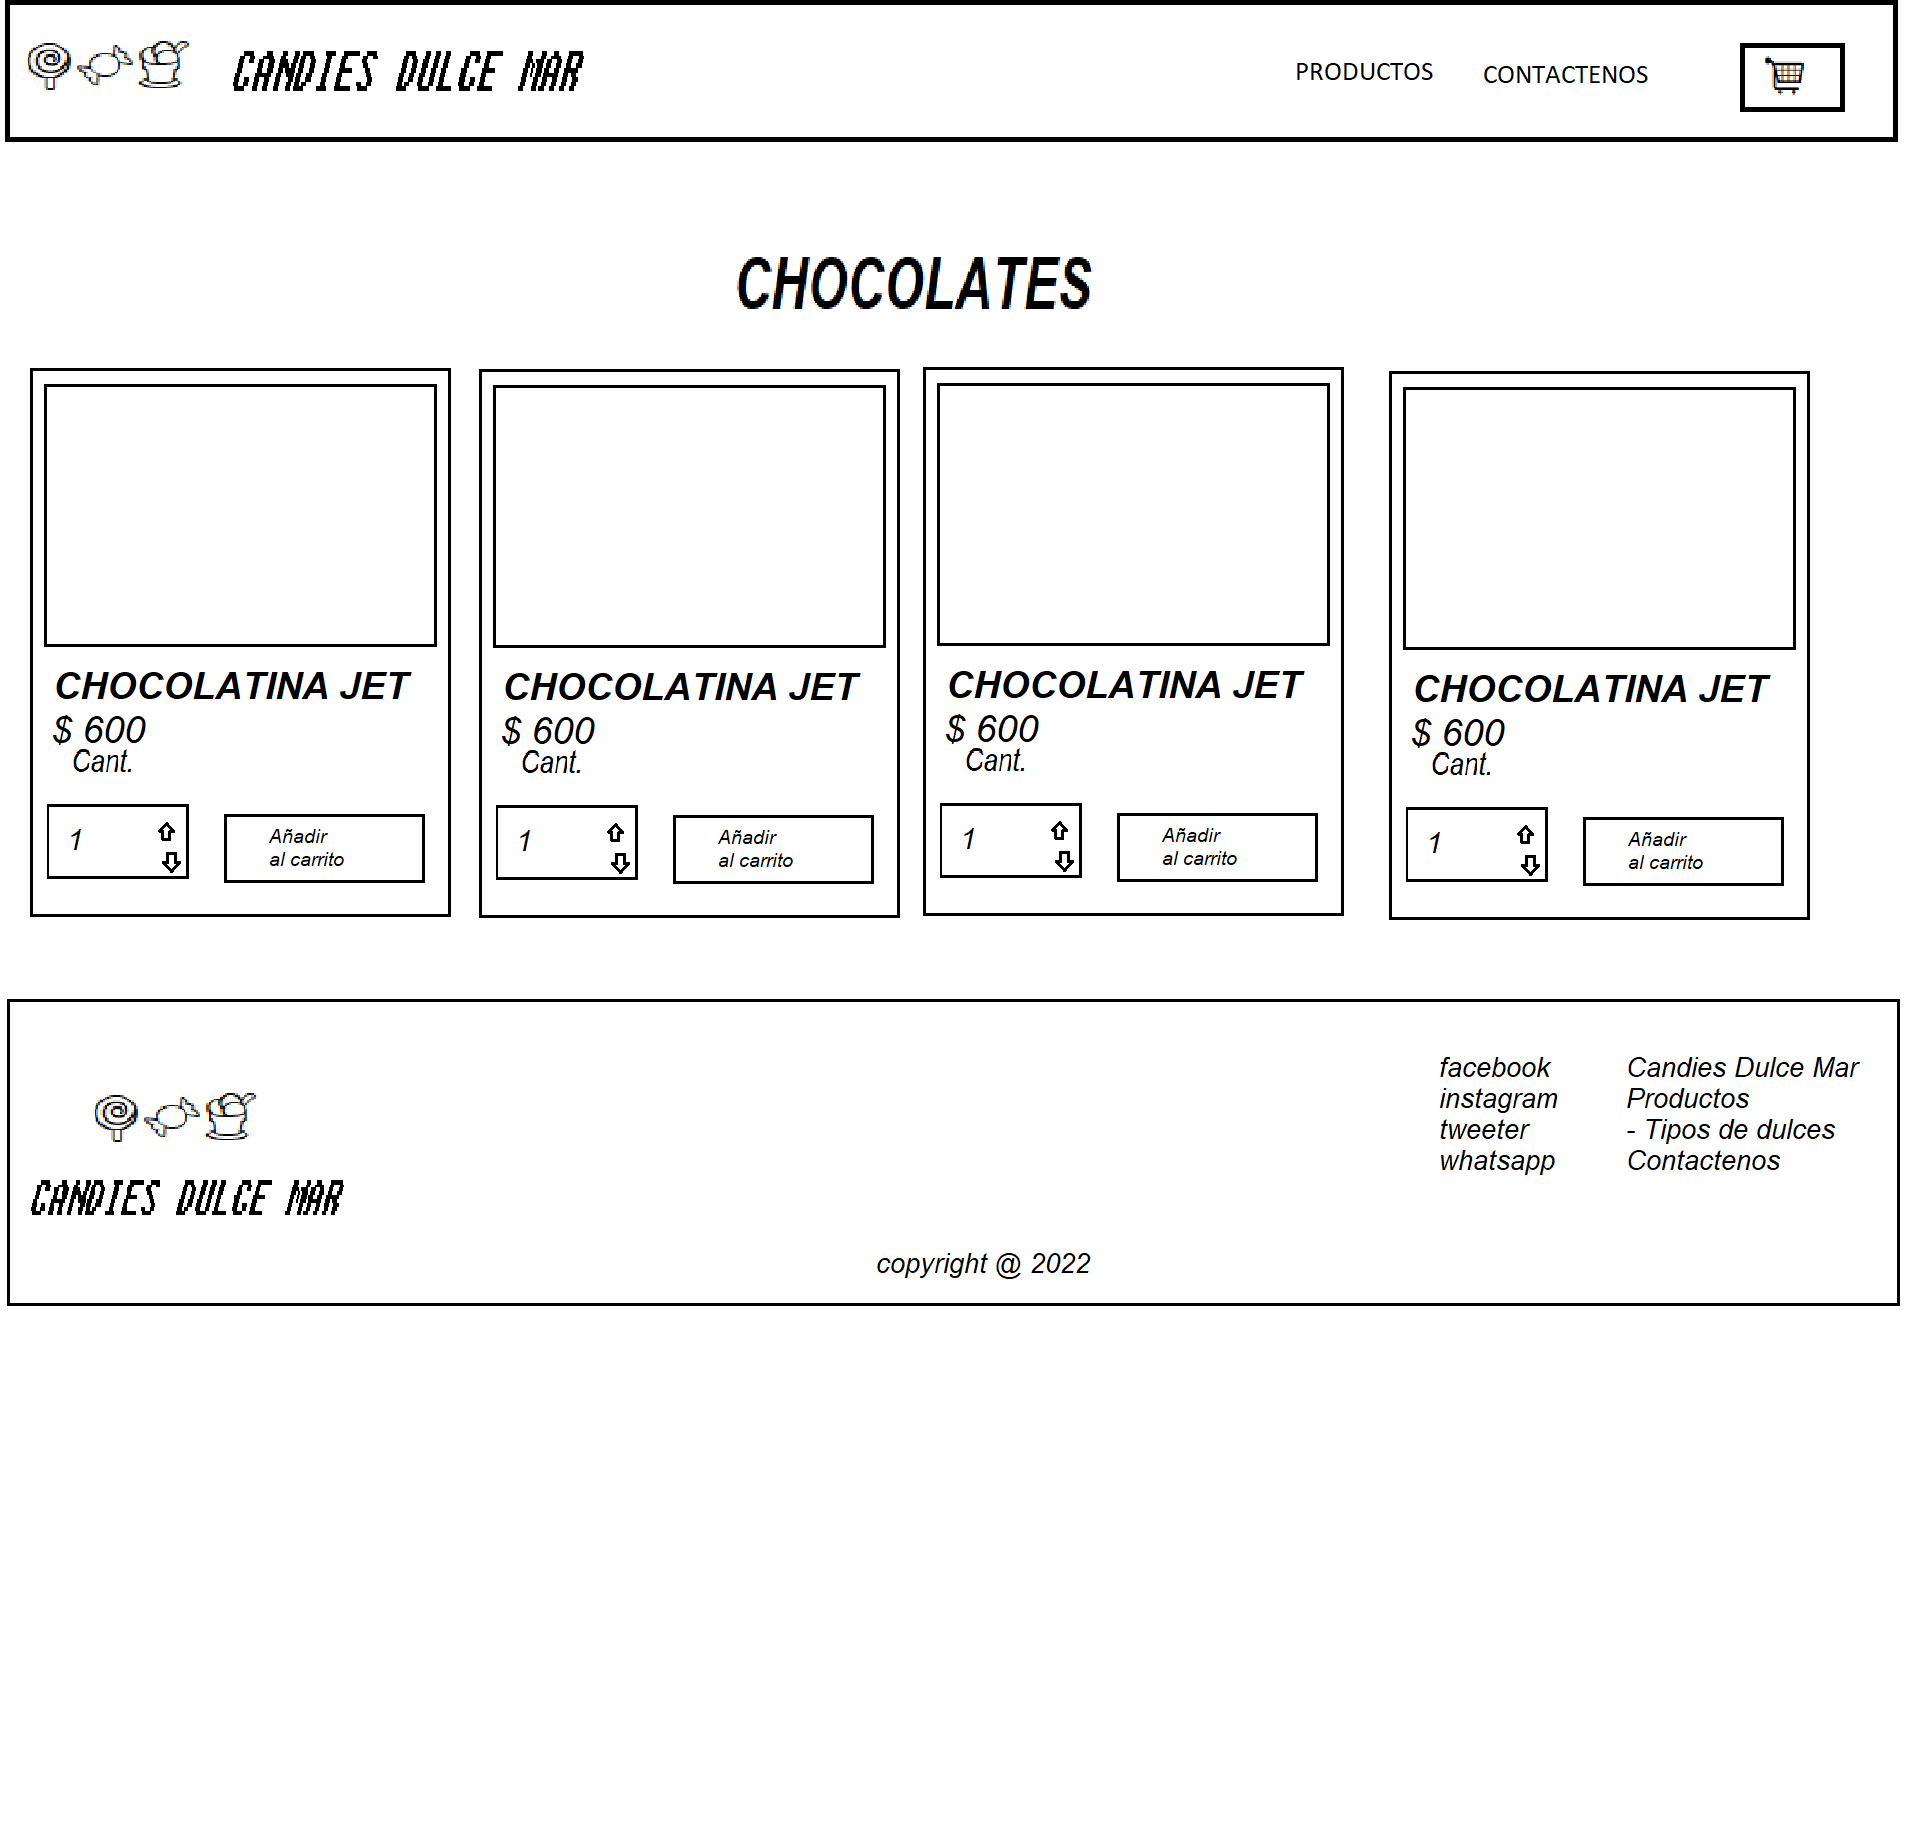 CANDIES DULCE MAR
PRODUCTOS
CONTACTENOS
CHOCOLATES
CHOCOLATINA JET
$ 600
Cant.
1
Añadir
al carrito
CHOCOLATINA JET
$ 600
Cant.
1
Añadir
al carrito
CHOCOLATINA JET
$ 600
Cant.
1
Añadir
al carrito
CHOCOLATINA JET
$ 600
Cant.
1
Añadir
al carrito
CANDIES DULCE MAR
facebook
instagram
tweeter
whatsapp
Candies Dulce Mar
Productos
- Tipos de dulces
Contactenos
copyright @ 2022